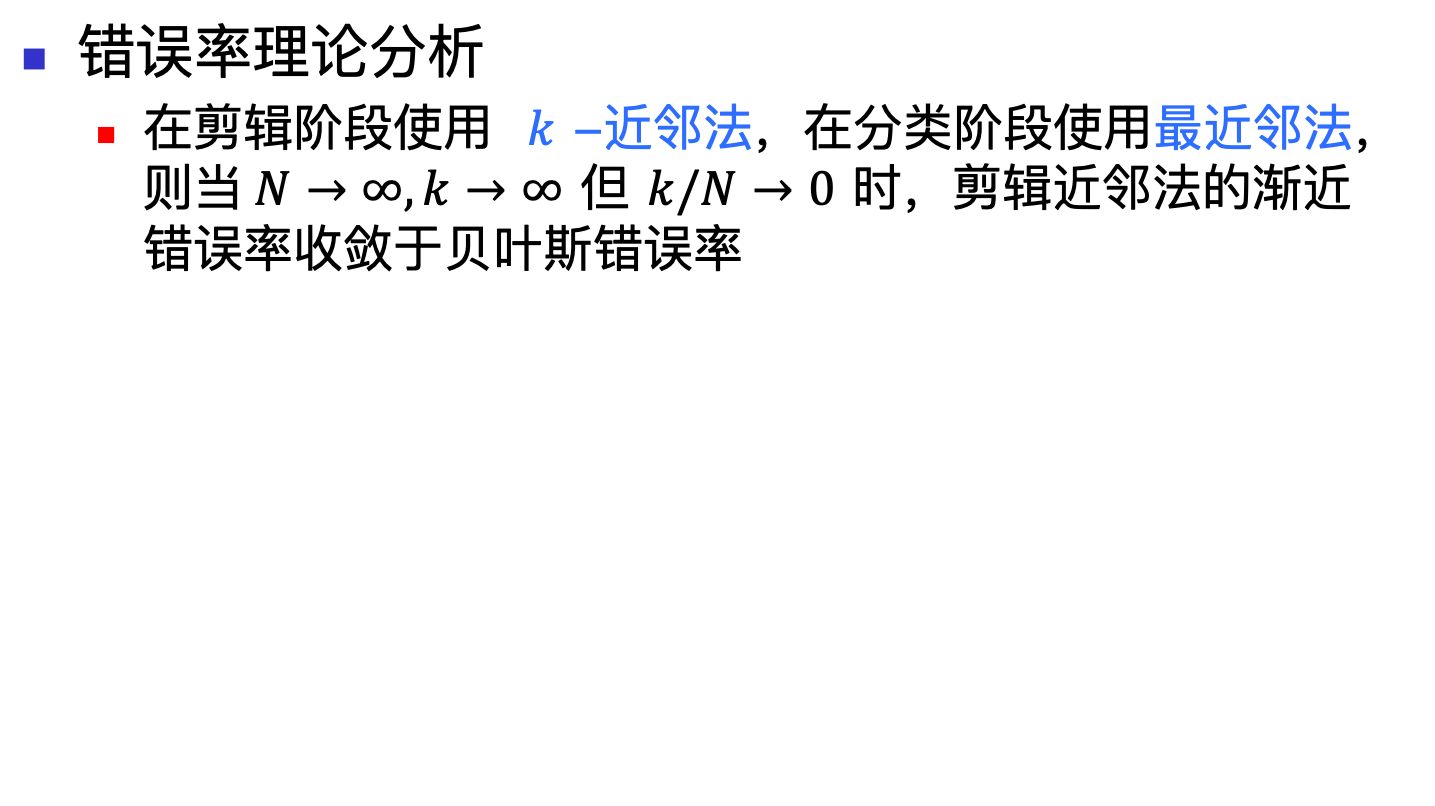 错误率理论分析
在剪辑阶段使用 k –近邻法，在分类阶段使用最近邻法，
则当 N → ∞, k → ∞ 但 k/N → 0 时，剪辑近邻法的渐近
错误率收敛于贝叶斯错误率